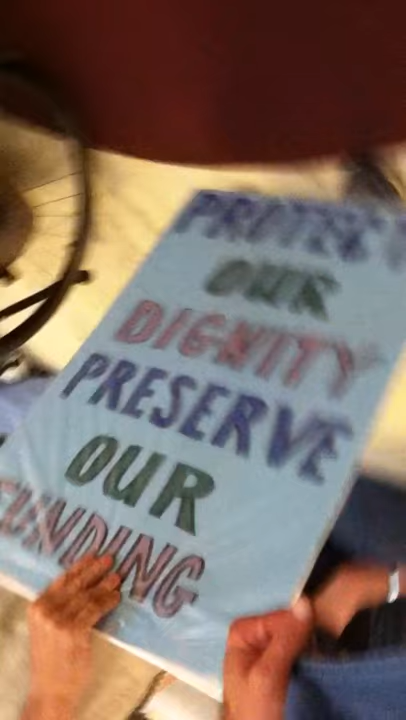 PROTECT
OUR
DIGNITY
PRESERVE
OUR
FUNDING